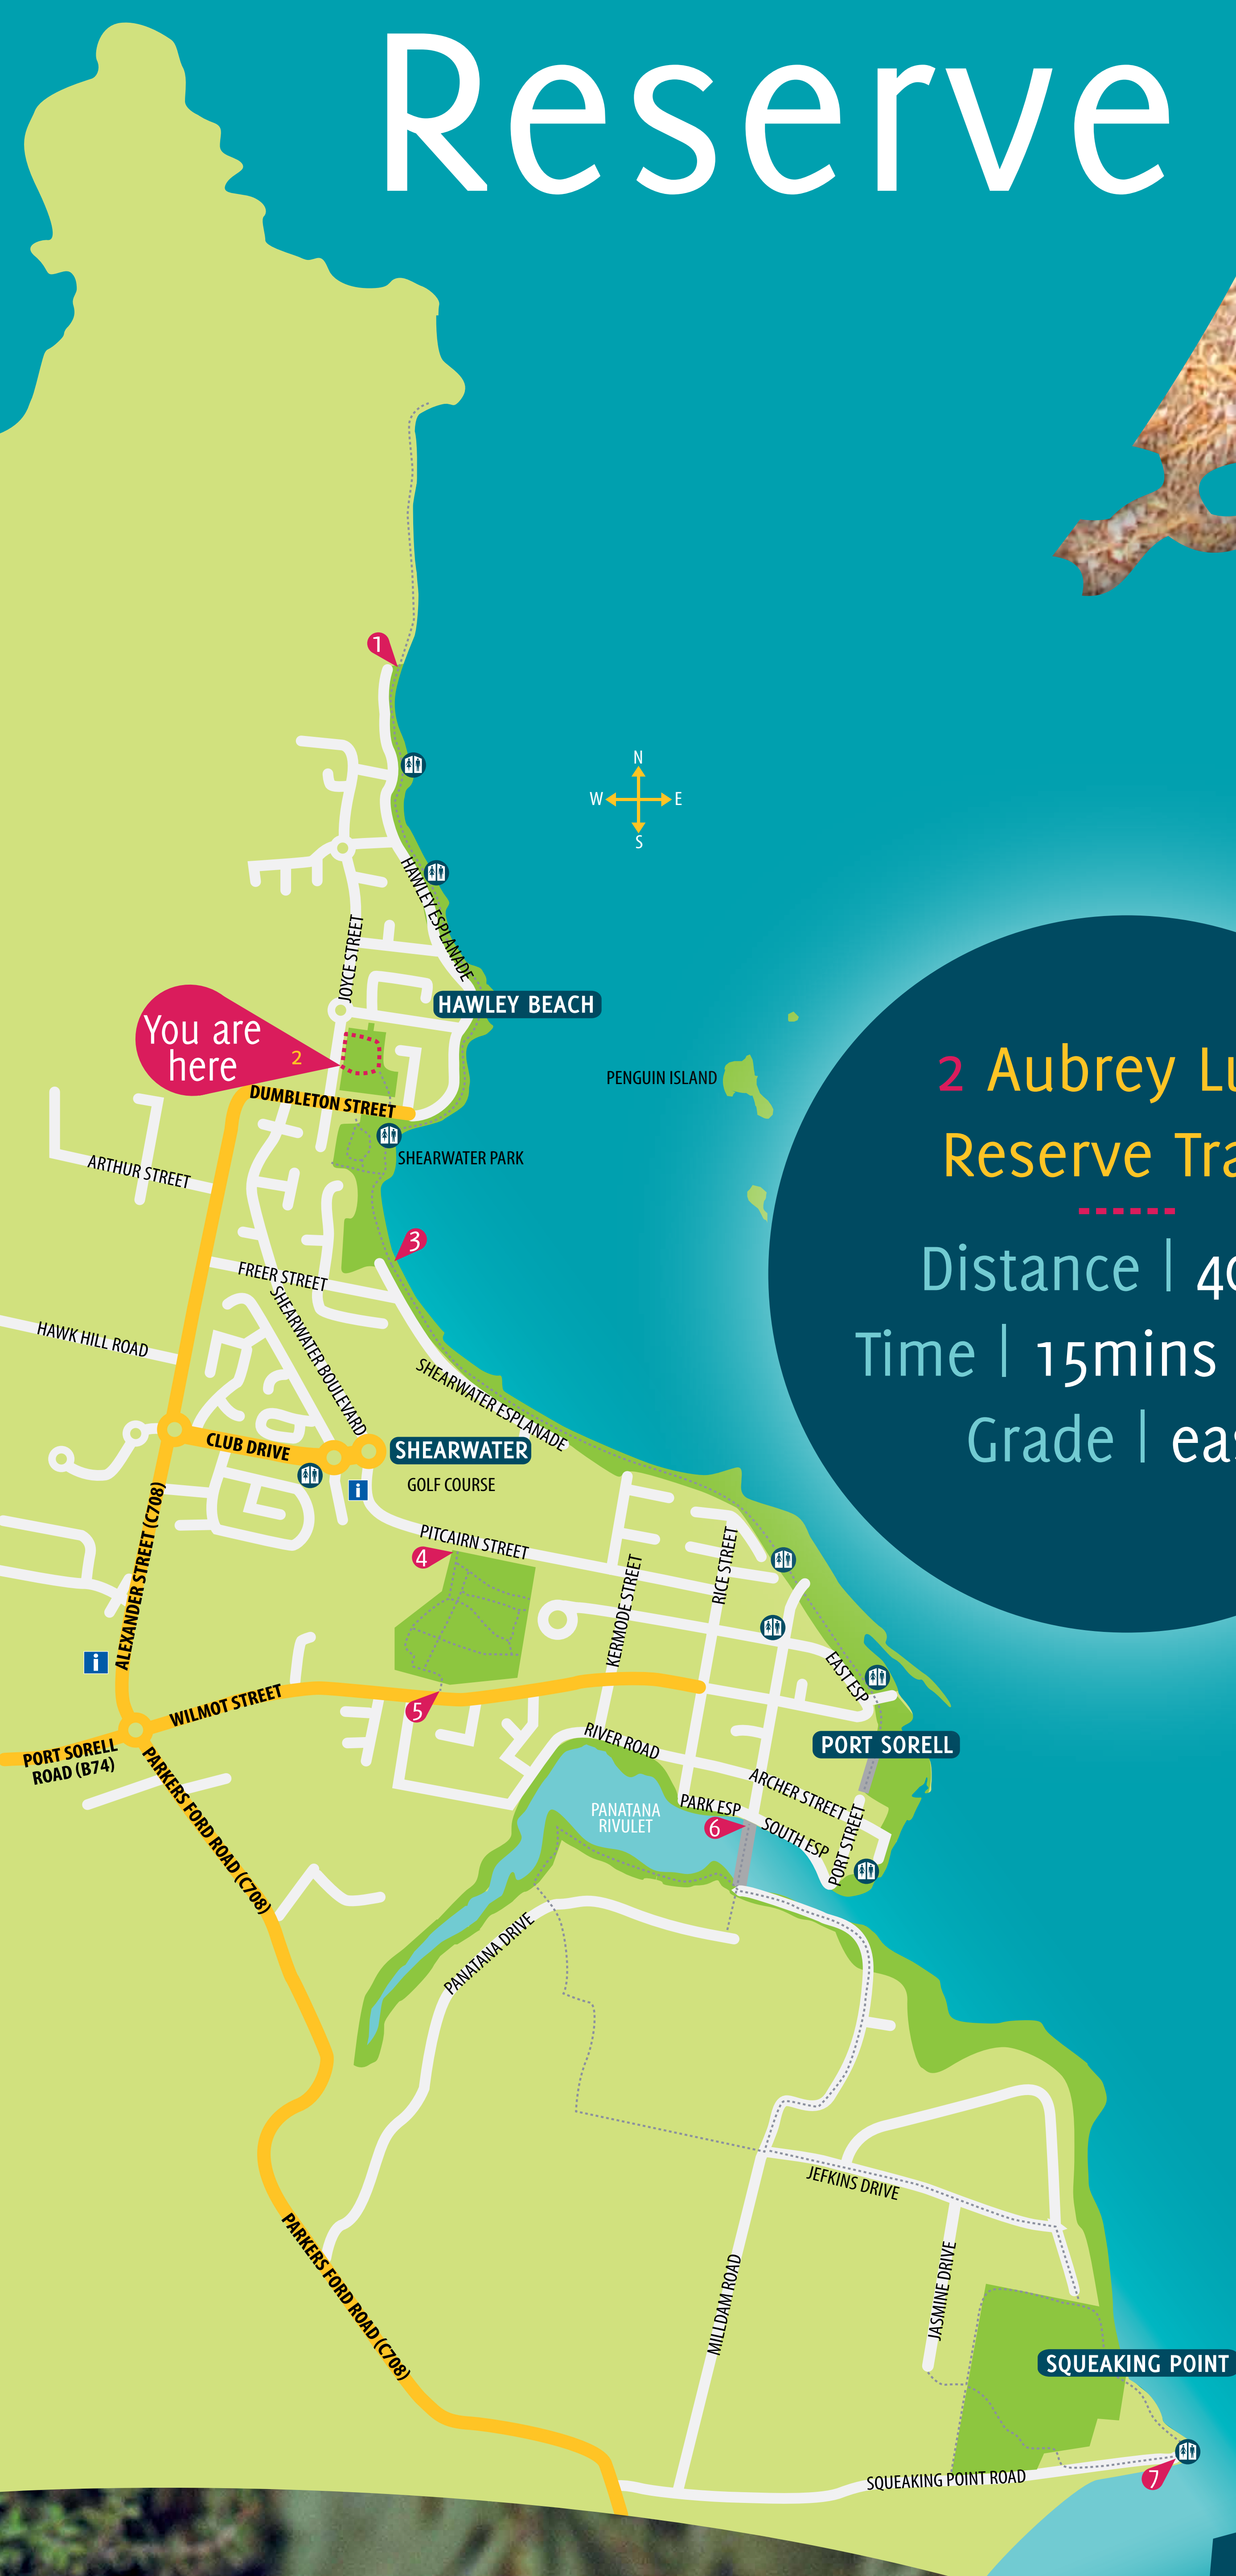 Reserve
1
N
W
E
S
HAWLEY ESPLANADE
JOYCE STREET
HAWLEY BEACH
You are
here
2
PENGUIN ISLAND
DUMBLETON STREET
SHEARWATER PARK
ARTHUR STREET
2 Aubrey
Reserve
Distance |
Time | 15mins
Grade |
3
FREER STREET
SHEARWATER BOULEVARD
HAWK HILL ROAD
SHEARWATER ESPLANADE
CLUB DRIVE
SHEARWATER
i
GOLF COURSE
ALEXANDER STREET (C708)
PITCAIRN STREET
4
RICE STREET
KERMODE STREET
i
EAST ESP
WILMOT STREET
5
PORT SORELL
ROAD (B74)
RIVER ROAD
PORT SORELL
PARKERS FORD ROAD (C708)
ARCHER STREET
PANATANA
RIVULET
PARK ESP
6
SOUTH ESP
PORT STREET
PANATANA DRIVE
JEFKINS DRIVE
PARKERS FORD ROAD (C708)
MILLDAM ROAD
JASMINE DRIVE
SQUEAKING POINT
SQUEAKING POINT ROAD
7